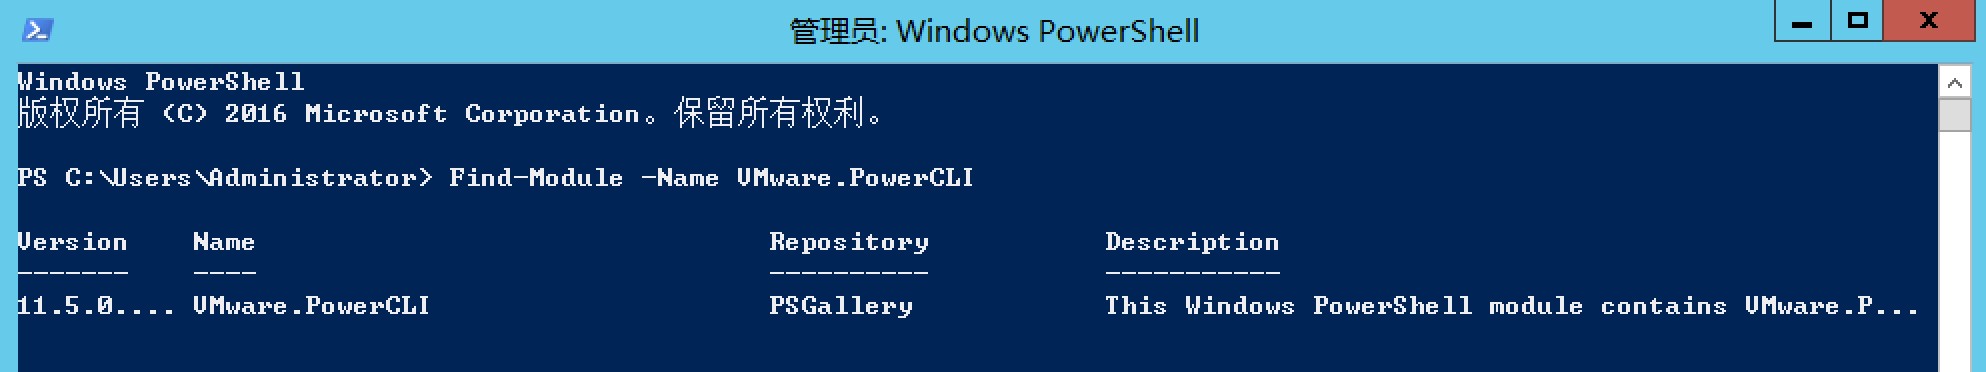 管理员: Windows PowerShell
Windows PowerShell
版权所有 (C) 2016 Microsoft Corporation。保留所有权利。
PS C:\Users\Administrator> Find-Module -Name VMware.PowerCLI
Version    Name                                Repository           Description
-------    ----                                ----------           -----------
11.5.0.... VMware.PowerCLI                     PSGallery            This Windows PowerShell module contains VMware.P...